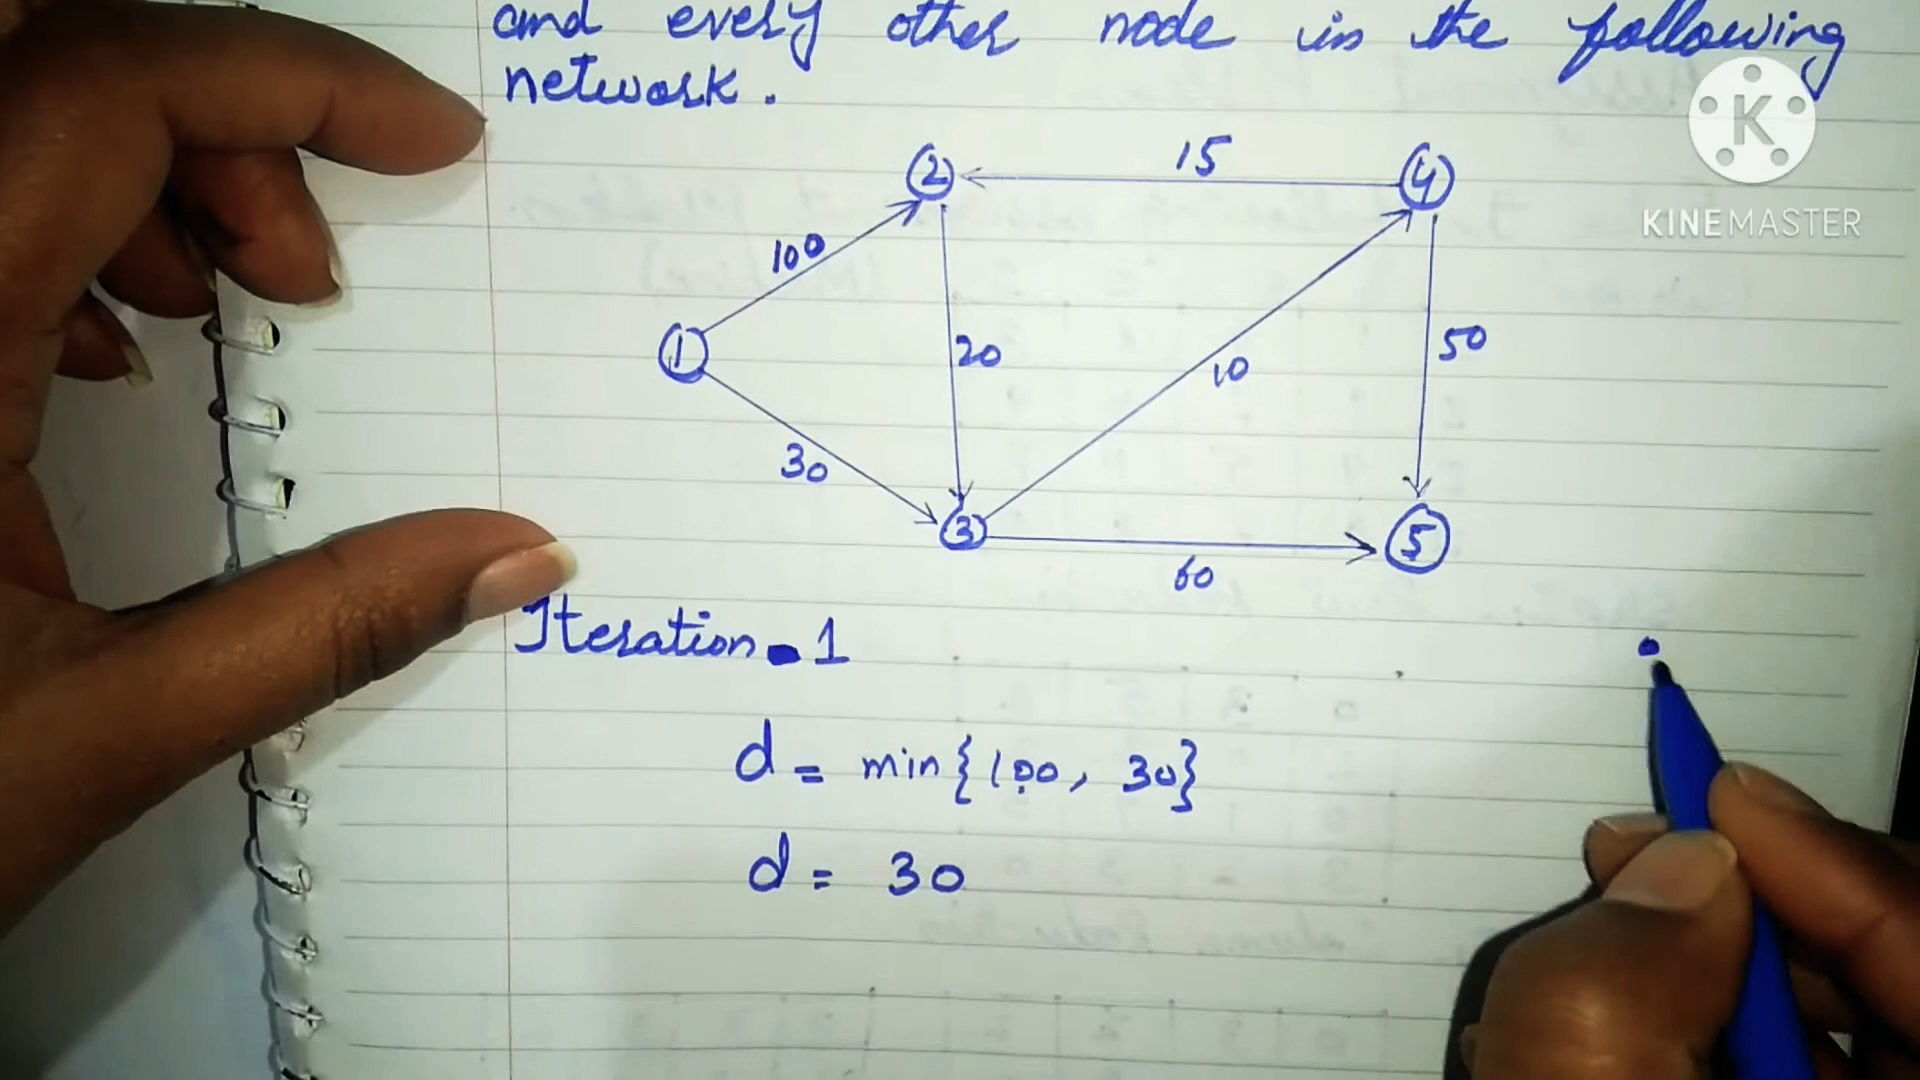 and every other node in the following
network.
15
2
4
K
KINEMASTER
100
1
20
10
50
30
3
5
60
Iteration-1
d = min{100, 30}
d = 30